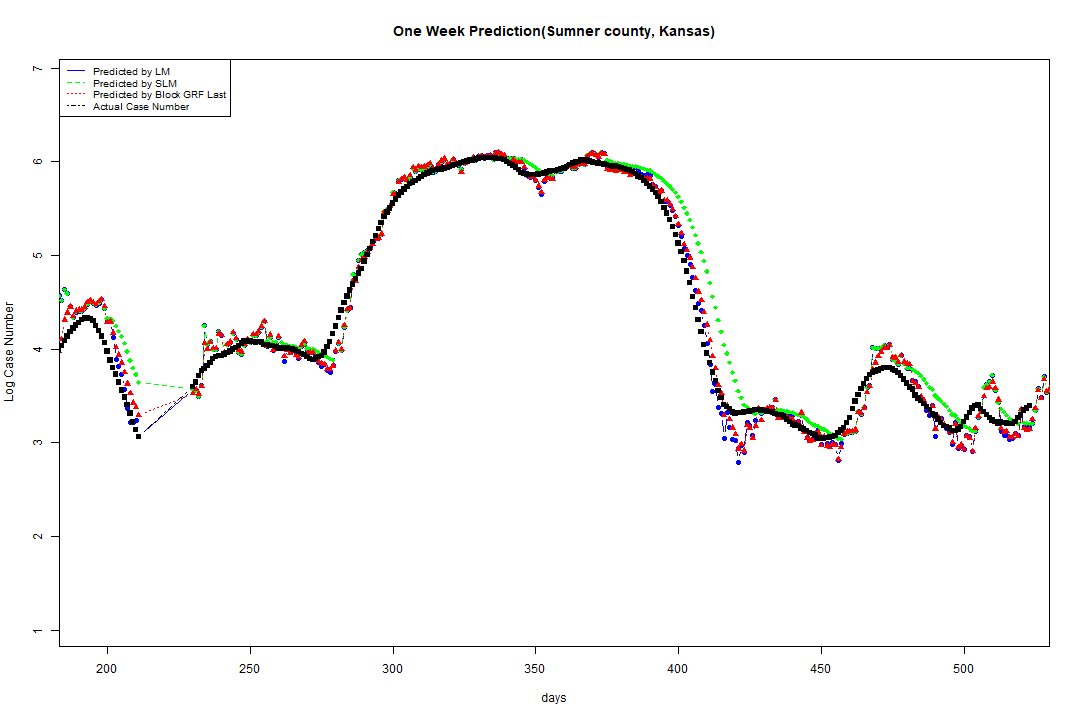 One Week Prediction(Sumner county, Kansas)
Predicted by LM
Predicted by SLM
Predicted by Block GRF Last
Actual Case Number
7
6
5
4
3
2
1
Log Case Number
200 250 300 350 400 450 500
days